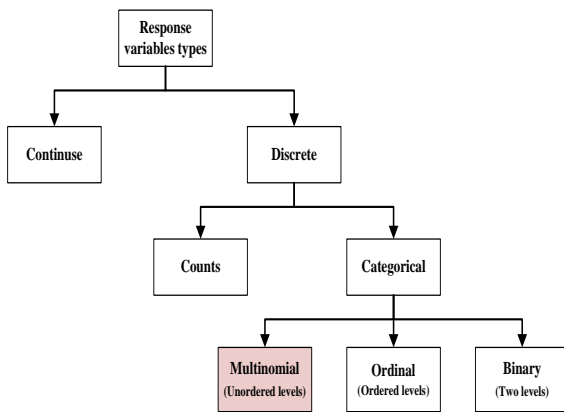 Response
variables types
Continuse
Discrete
Counts
Categorical
Multinomial
(Unordered levels)
Ordinal
(Ordered levels)
Binary
(Two levels)